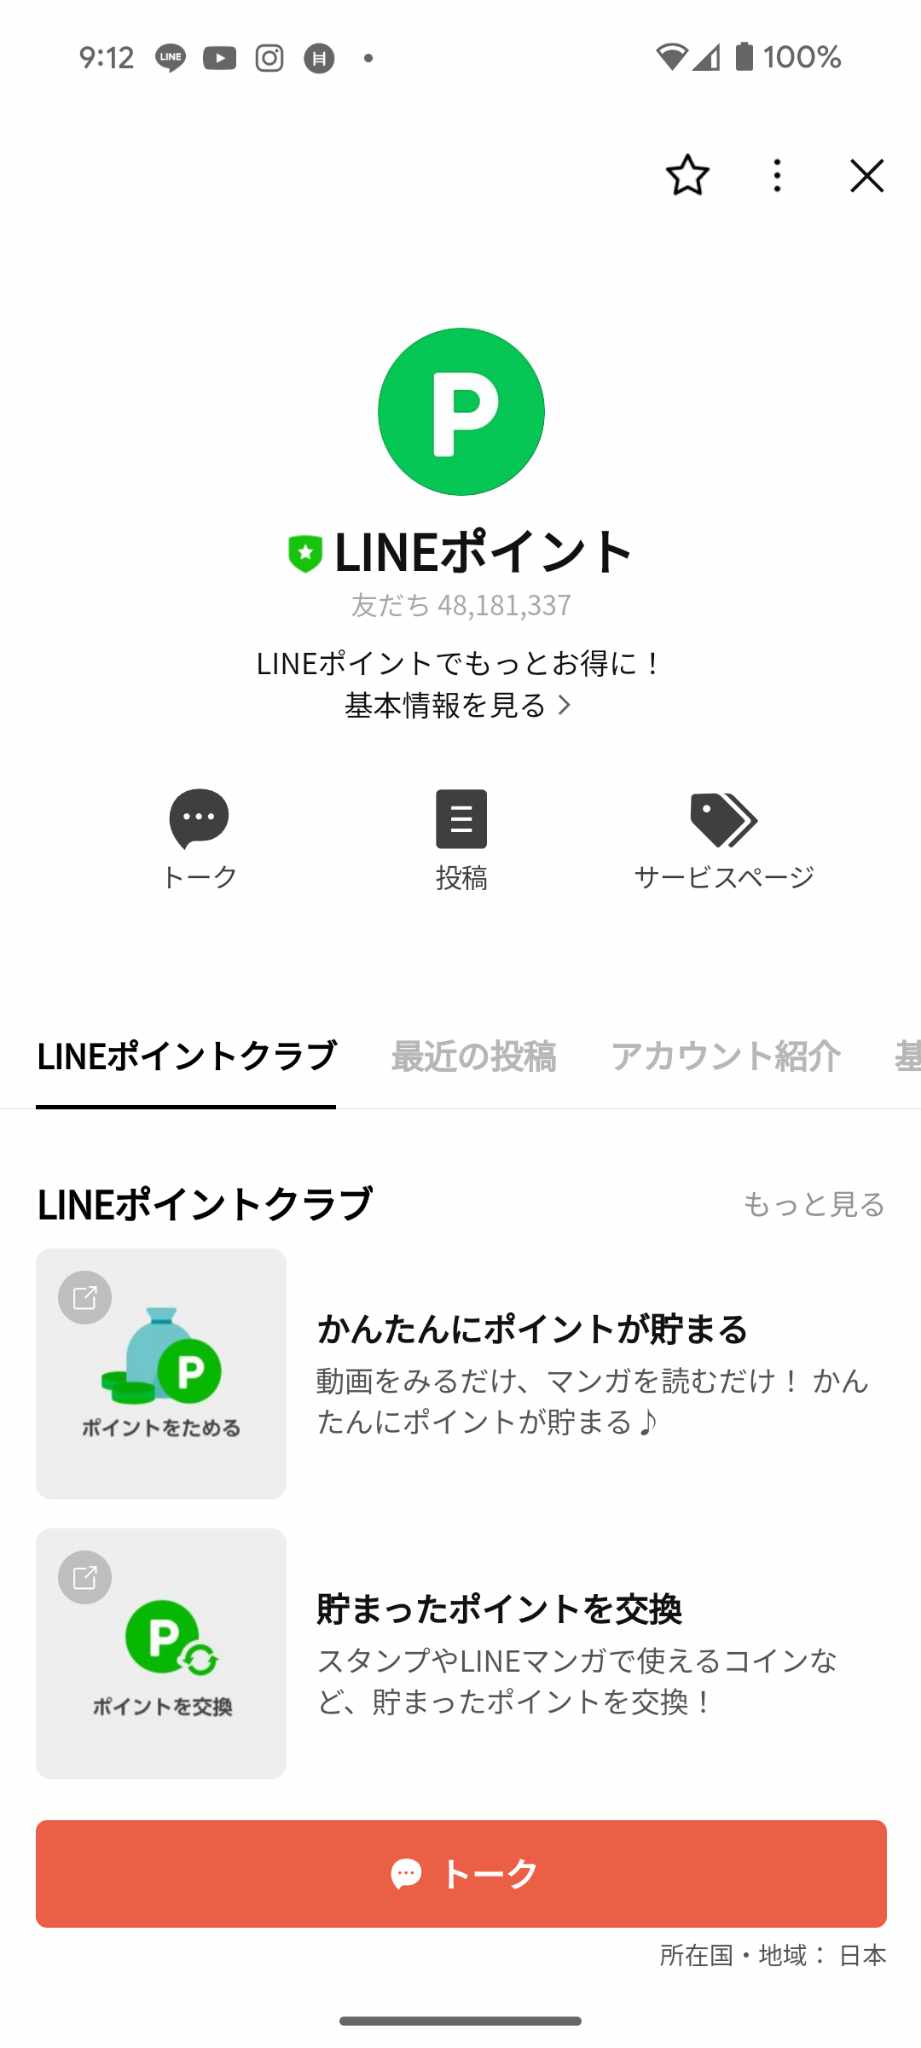 9:12
LINE
100%
P
LINEポイント
友だち 48,181,337
LINEポイントでもっとお得に！
基本情報を見る
トーク
投稿
サービスページ
LINEポイントクラブ
最近の投稿
アカウント紹介
基
LINEポイントクラブ
もっと見る
P
ポイントをためる
かんたんにポイントが貯まる
動画をみるだけ、マンガを読むだけ！ かん
たんにポイントが貯まる♪
P
ポイントを交換
貯まったポイントを交換
スタンプやLINEマンガで使えるコインな
ど、貯まったポイントを交換！
トーク
所在国・地域： 日本